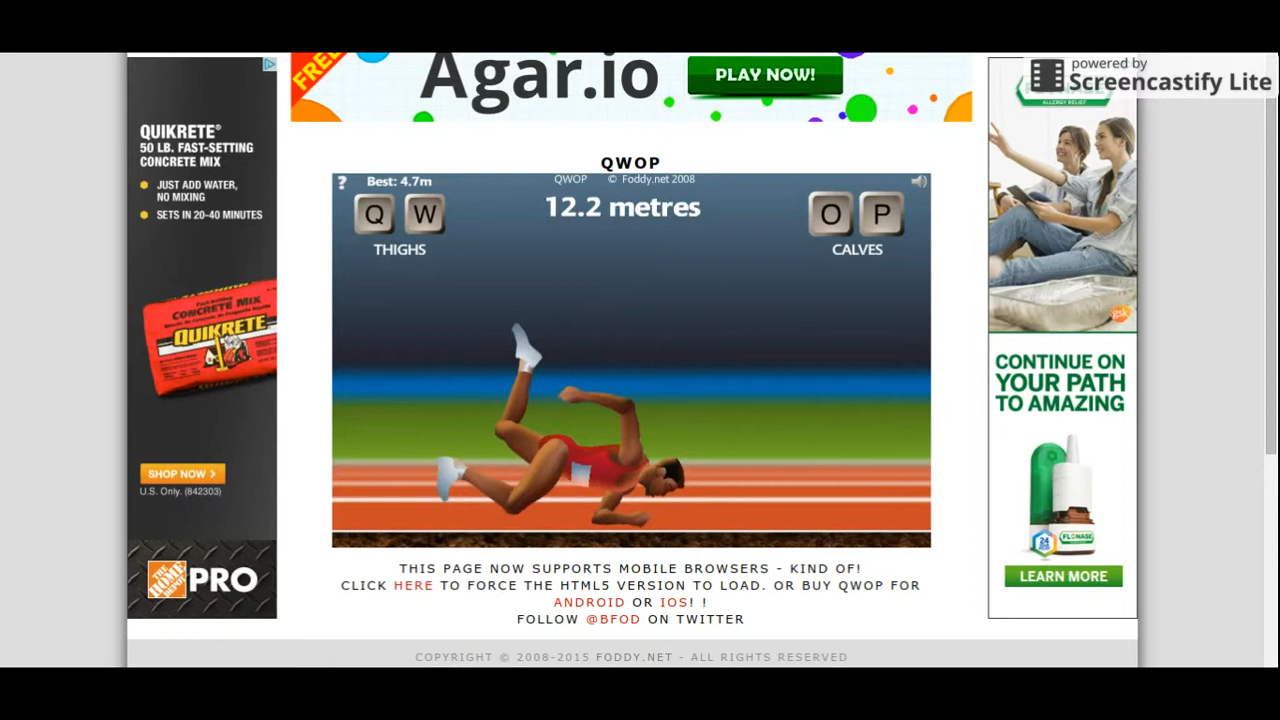 powered by
Screencastify Lite
FREE
Agar.io
PLAY NOW!
ALLERGY RELIEF
QUIKRETE®
50 LB. FAST-SETTING
CONCRETE MIX
JUST ADD WATER,
NO MIXING
SETS IN 20-40 MINUTES
CONCRETE MIX
QUIKRETE
SHOP NOW >
U.S. Only. (842303)
THE HOME DEPOT
PRO
QWOP
? Best: 4.7m
QWOP © Foddy.net 2008
12.2 metres
Q W
THIGHS
O P
CALVES
THIS PAGE NOW SUPPORTS MOBILE BROWSERS - KIND OF!
CLICK HERE TO FORCE THE HTML5 VERSION TO LOAD. OR BUY QWOP FOR
ANDROID OR IOS! !
FOLLOW @BFOD ON TWITTER
COPYRIGHT © 2008-2015 FODDY.NET - ALL RIGHTS RESERVED
gsk
CONTINUE ON
YOUR PATH
TO AMAZING
24
FLONASE
LEARN MORE